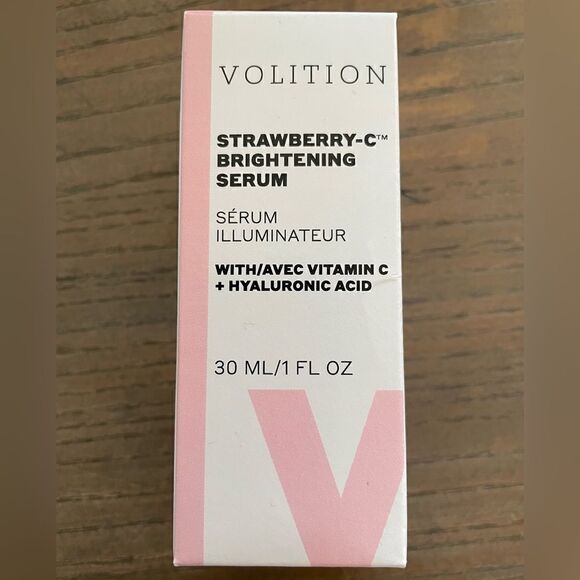 VOLITION
STRAWBERRY-C™
BRIGHTENING
SERUM
SÉRUM
ILLUMINATEUR
WITH/AVEC VITAMIN C
+ HYALURONIC ACID
30 ML/1 FL OZ
V